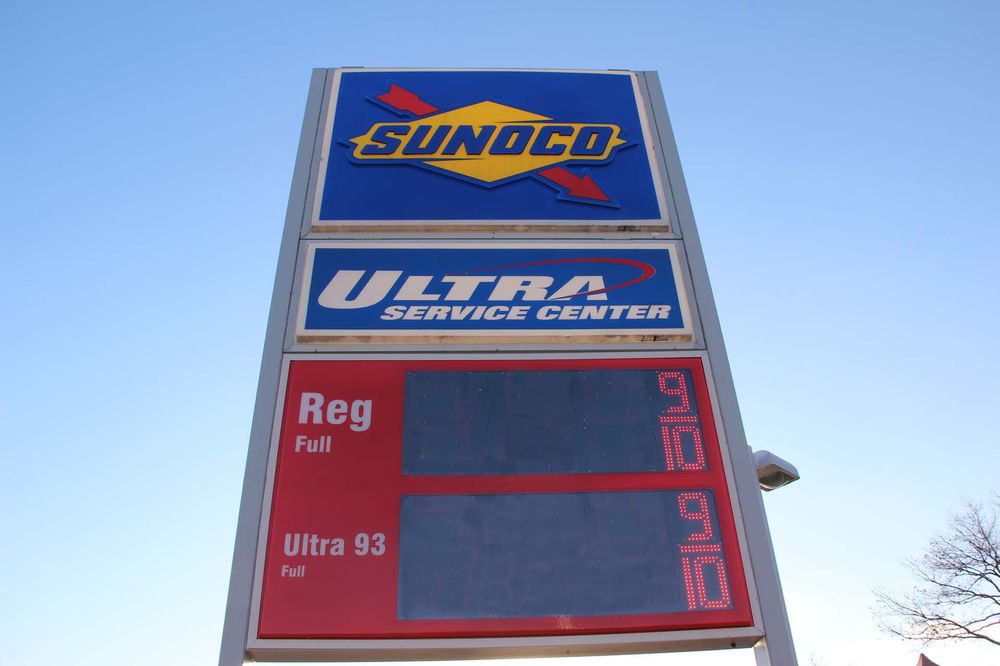 SUNOCO
ULTRA
SERVICE CENTER
Reg
Full
9
10
Ultra 93
Full
9
10